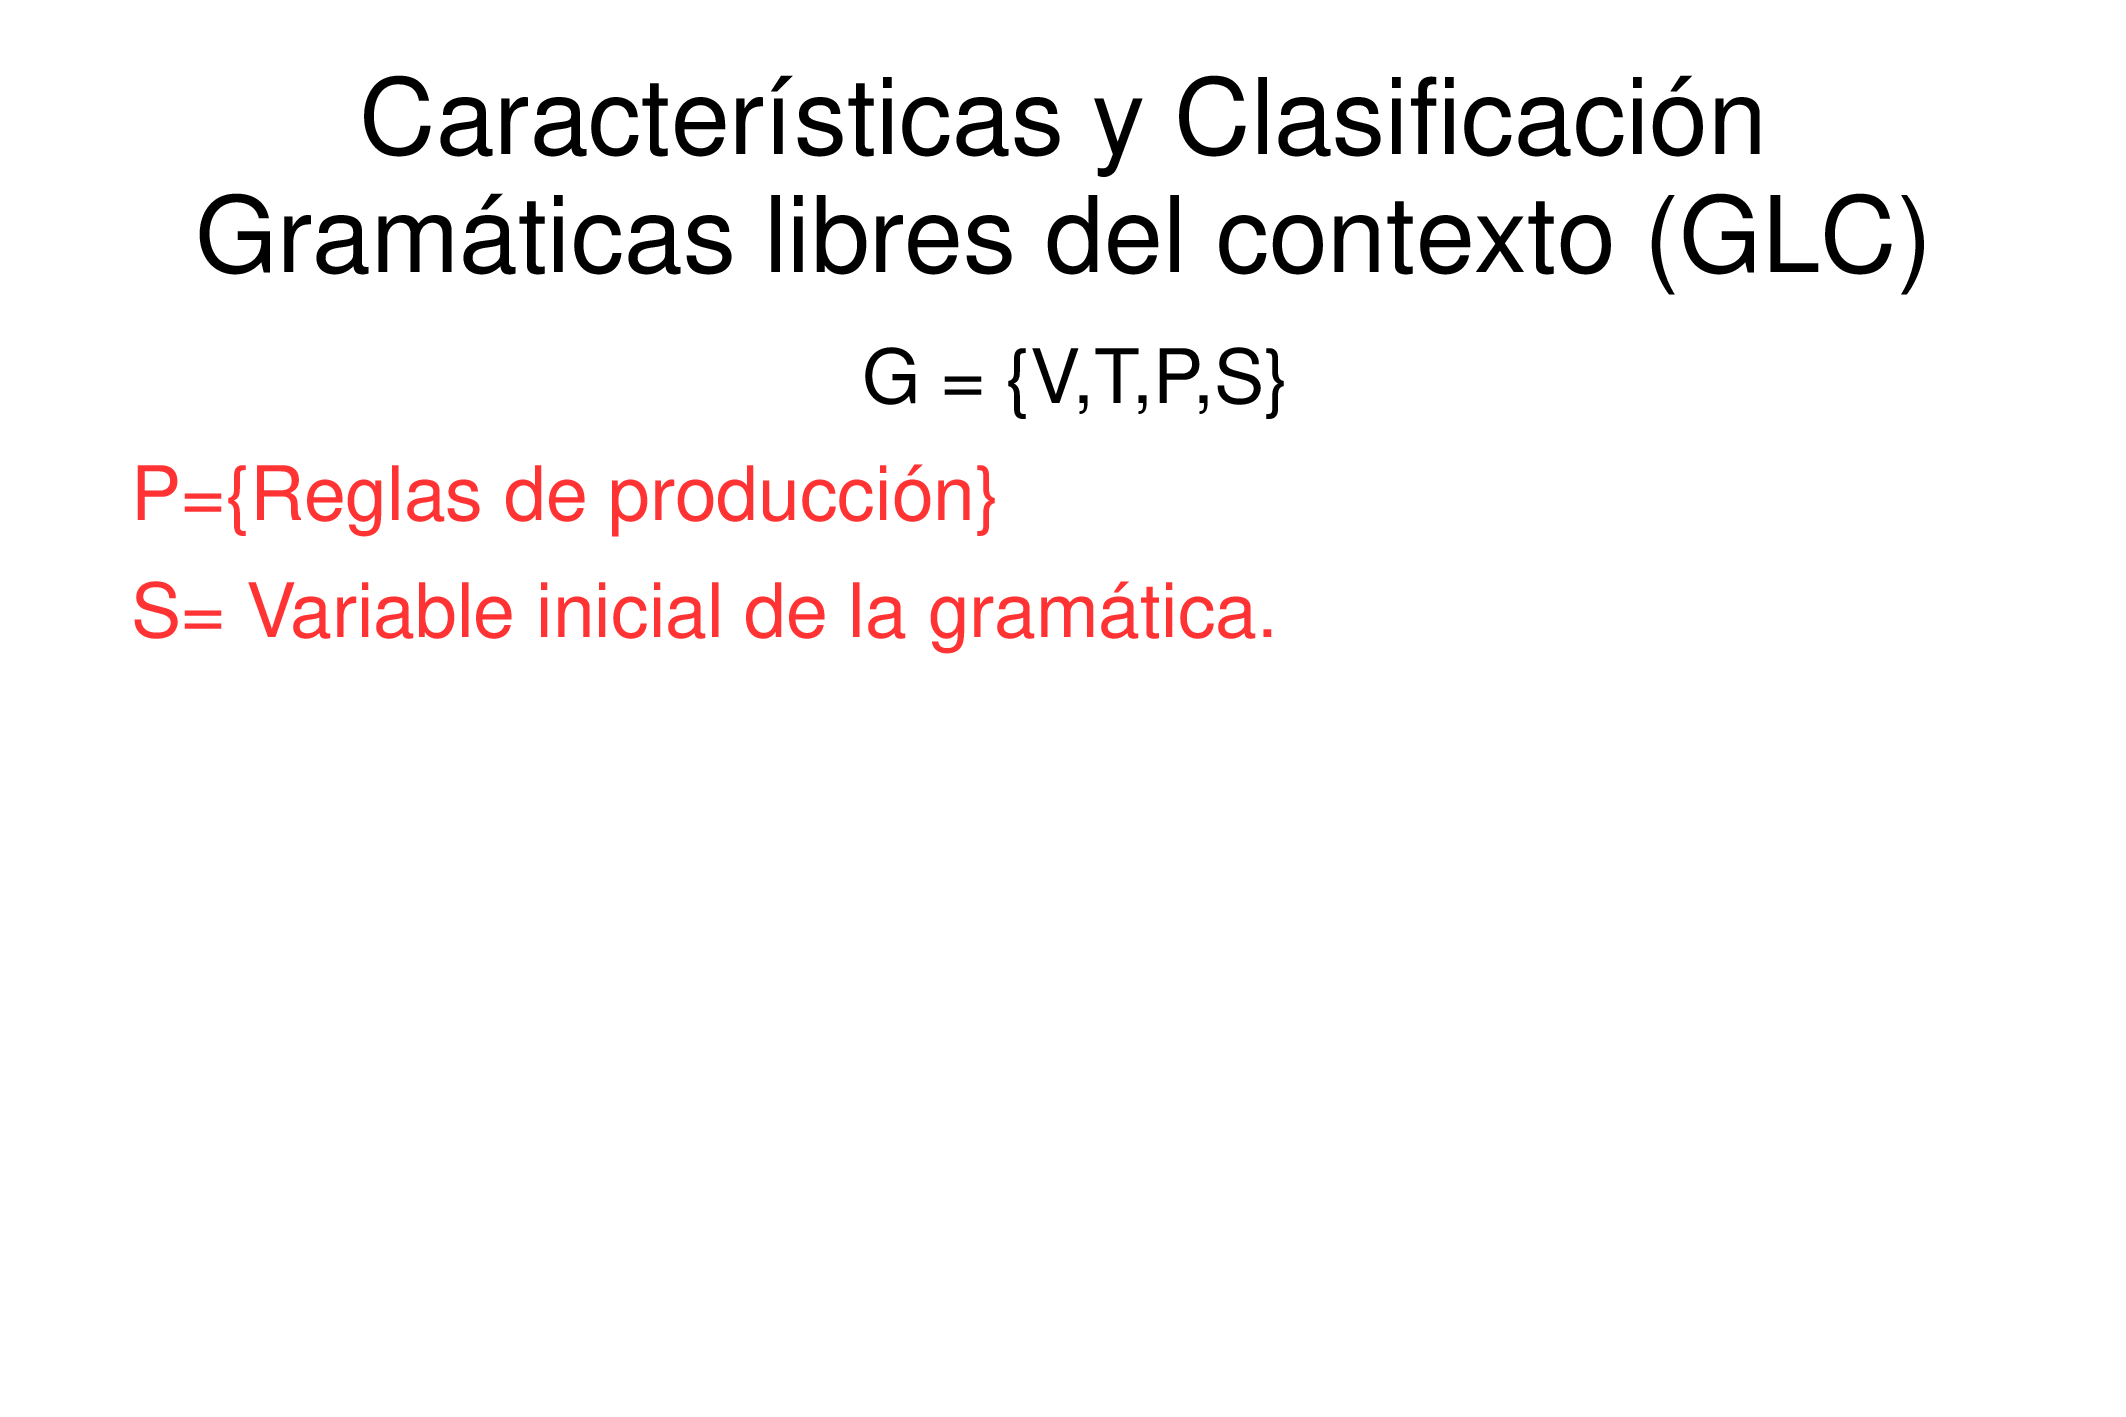 Características y Clasificación
Gramáticas libres del contexto (GLC)
G = {V,T,P,S}
P={Reglas de producción}
S= Variable inicial de la gramática.